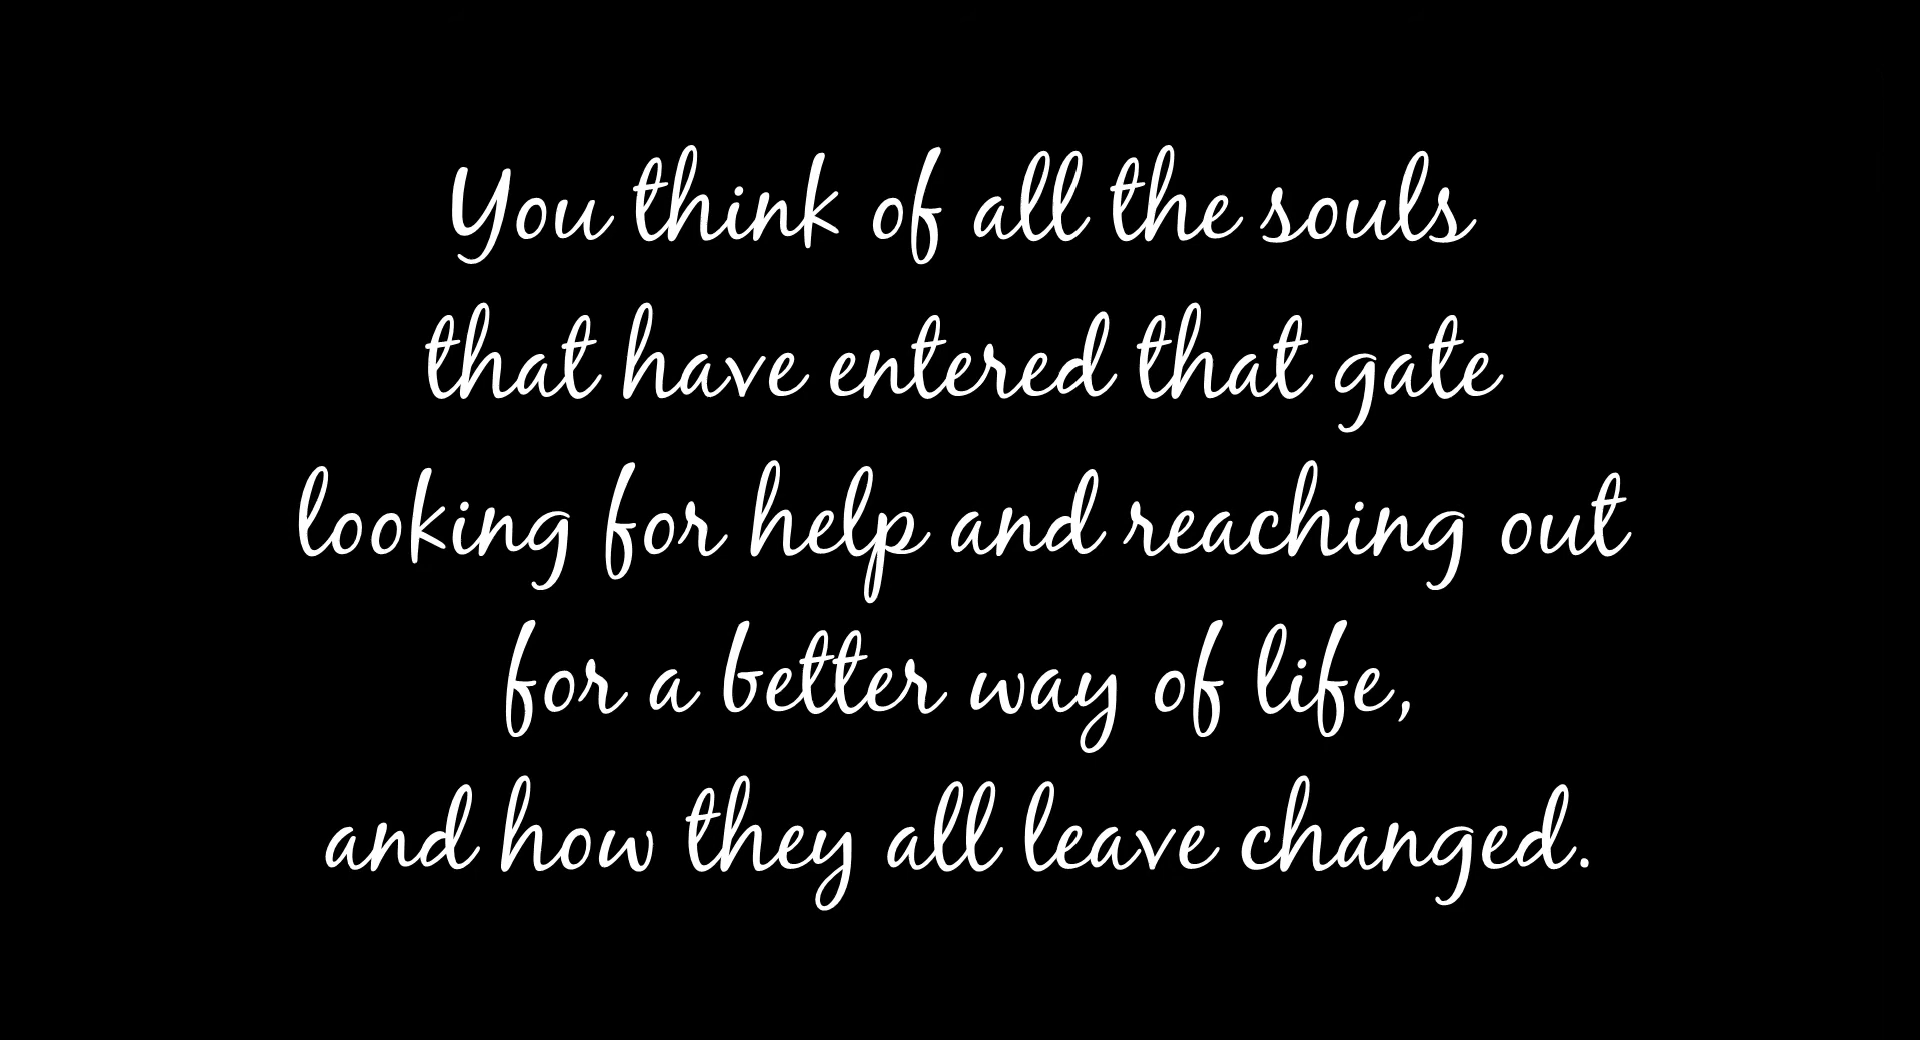 You think of all the souls
that have entered that gate
looking for help and reaching out
for a better way of life,
and how they all leave changed.